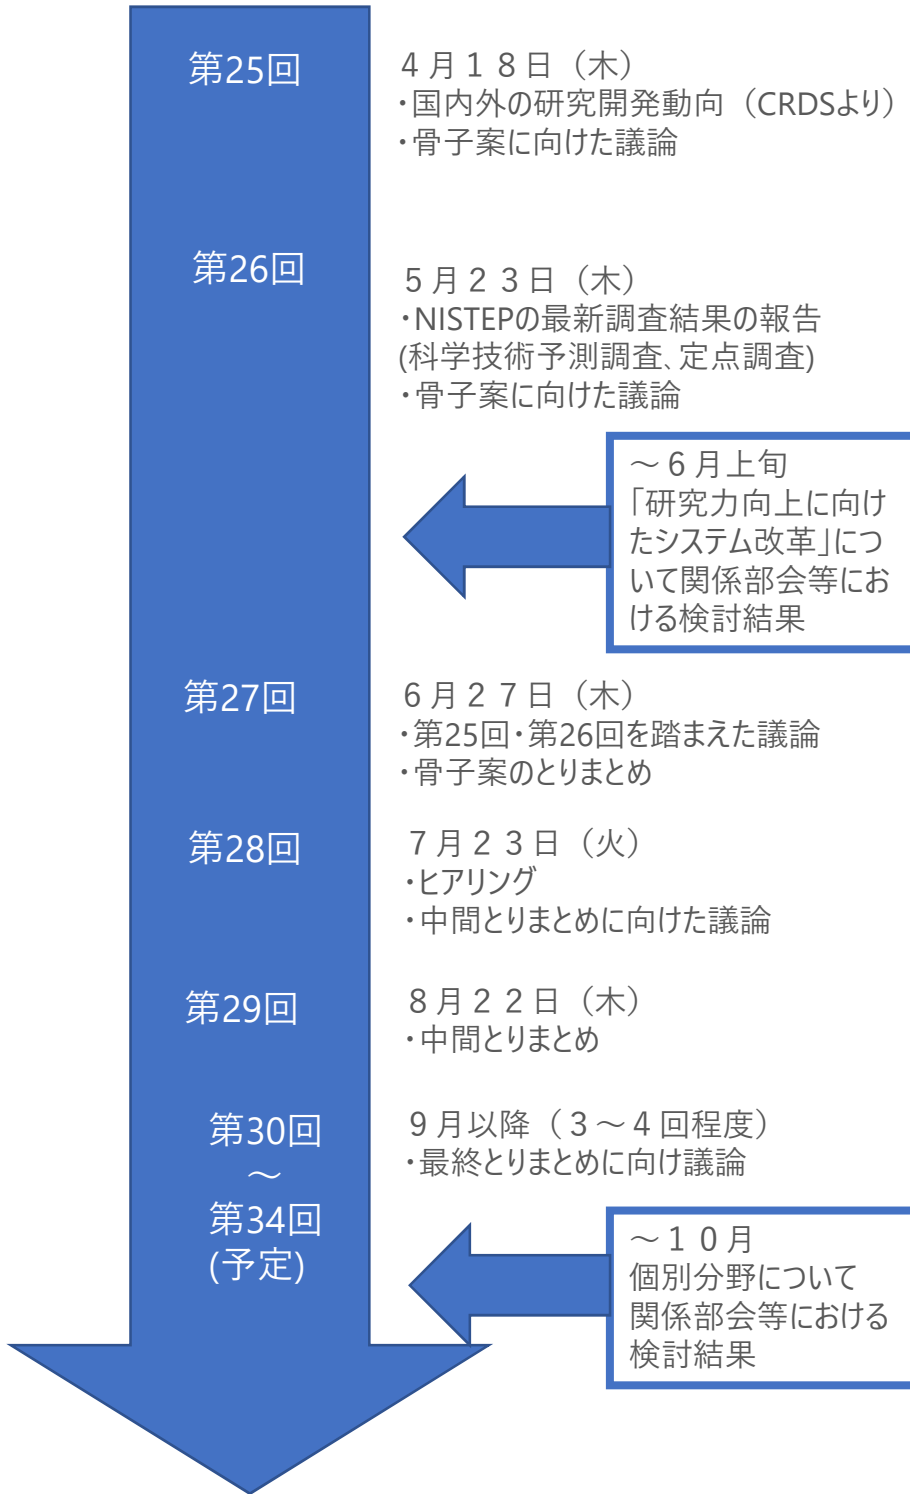 第25回
4月18日（木）
・国内外の研究開発動向（CRDSより）
・骨子案に向けた議論
第26回
5月23日（木）
・NISTEPの最新調査結果の報告
(科学技術予測調査、定点調査)
・骨子案に向けた議論
～6月上旬
「研究力向上に向け
たシステム改革」につ
いて関係部会等にお
ける検討結果
第27回
6月27日（木）
・第25回・第26回を踏まえた議論
・骨子案のとりまとめ
第28回
7月23日（火）
・ヒアリング
・中間とりまとめに向けた議論
第29回
8月22日（木）
・中間とりまとめ
第30回
～
第34回
(予定)
9月以降（3～4回程度）
・最終とりまとめに向け議論
～10月
個別分野について
関係部会等における
検討結果